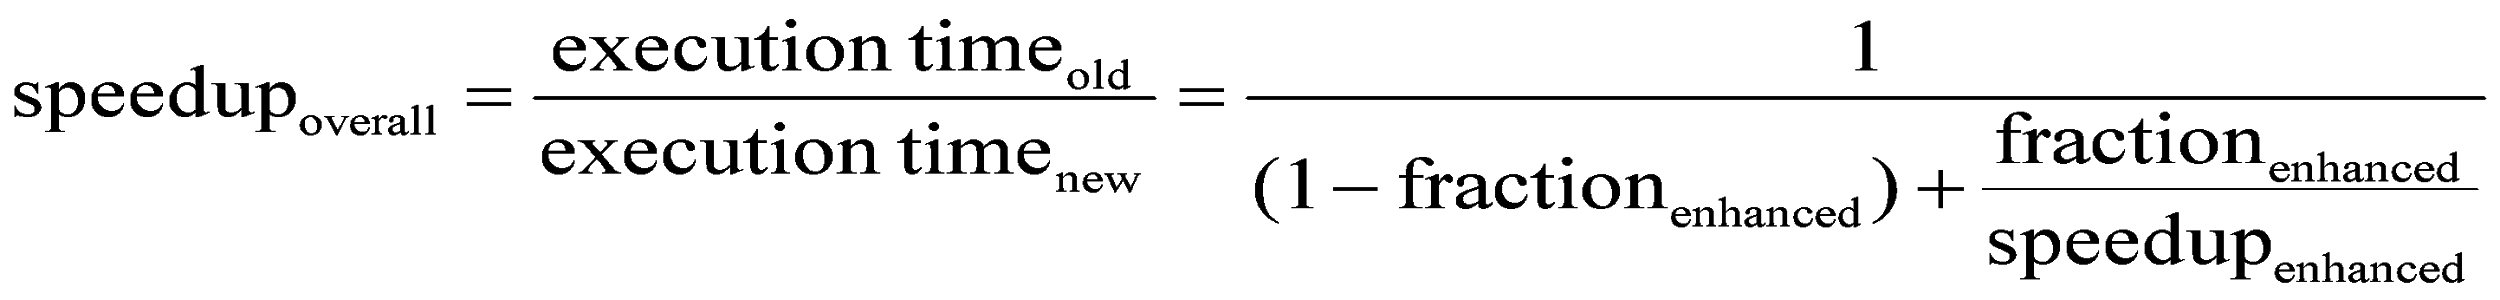 speedup_overall = execution time_old / execution time_new = 1 / ((1 − fraction_enhanced) + fraction_enhanced / speedup_enhanced)